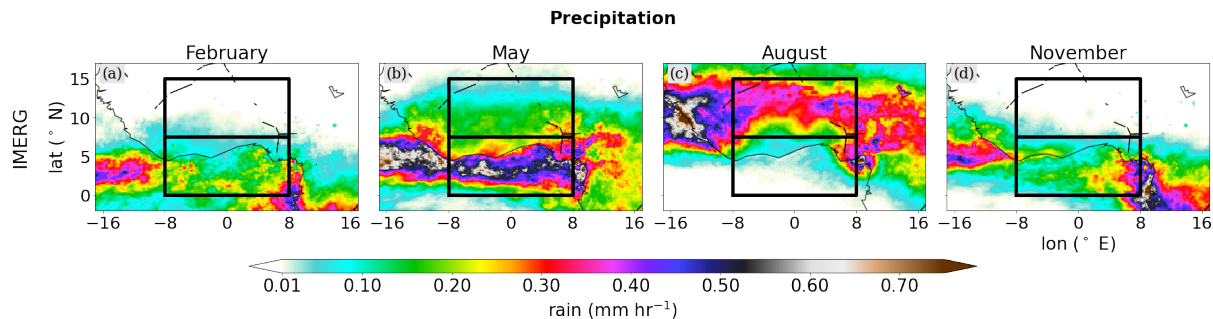 Precipitation
February May August November
(a) (b) (c) (d)
IMERG
lat (° N)
15
10
5
0
−16 −8 0 8 16 −16 −8 0 8 16 −16 −8 0 8 16 −16 −8 0 8 16
lon (° E)
0.01 0.10 0.20 0.30 0.40 0.50 0.60 0.70
rain (mm hr⁻¹)